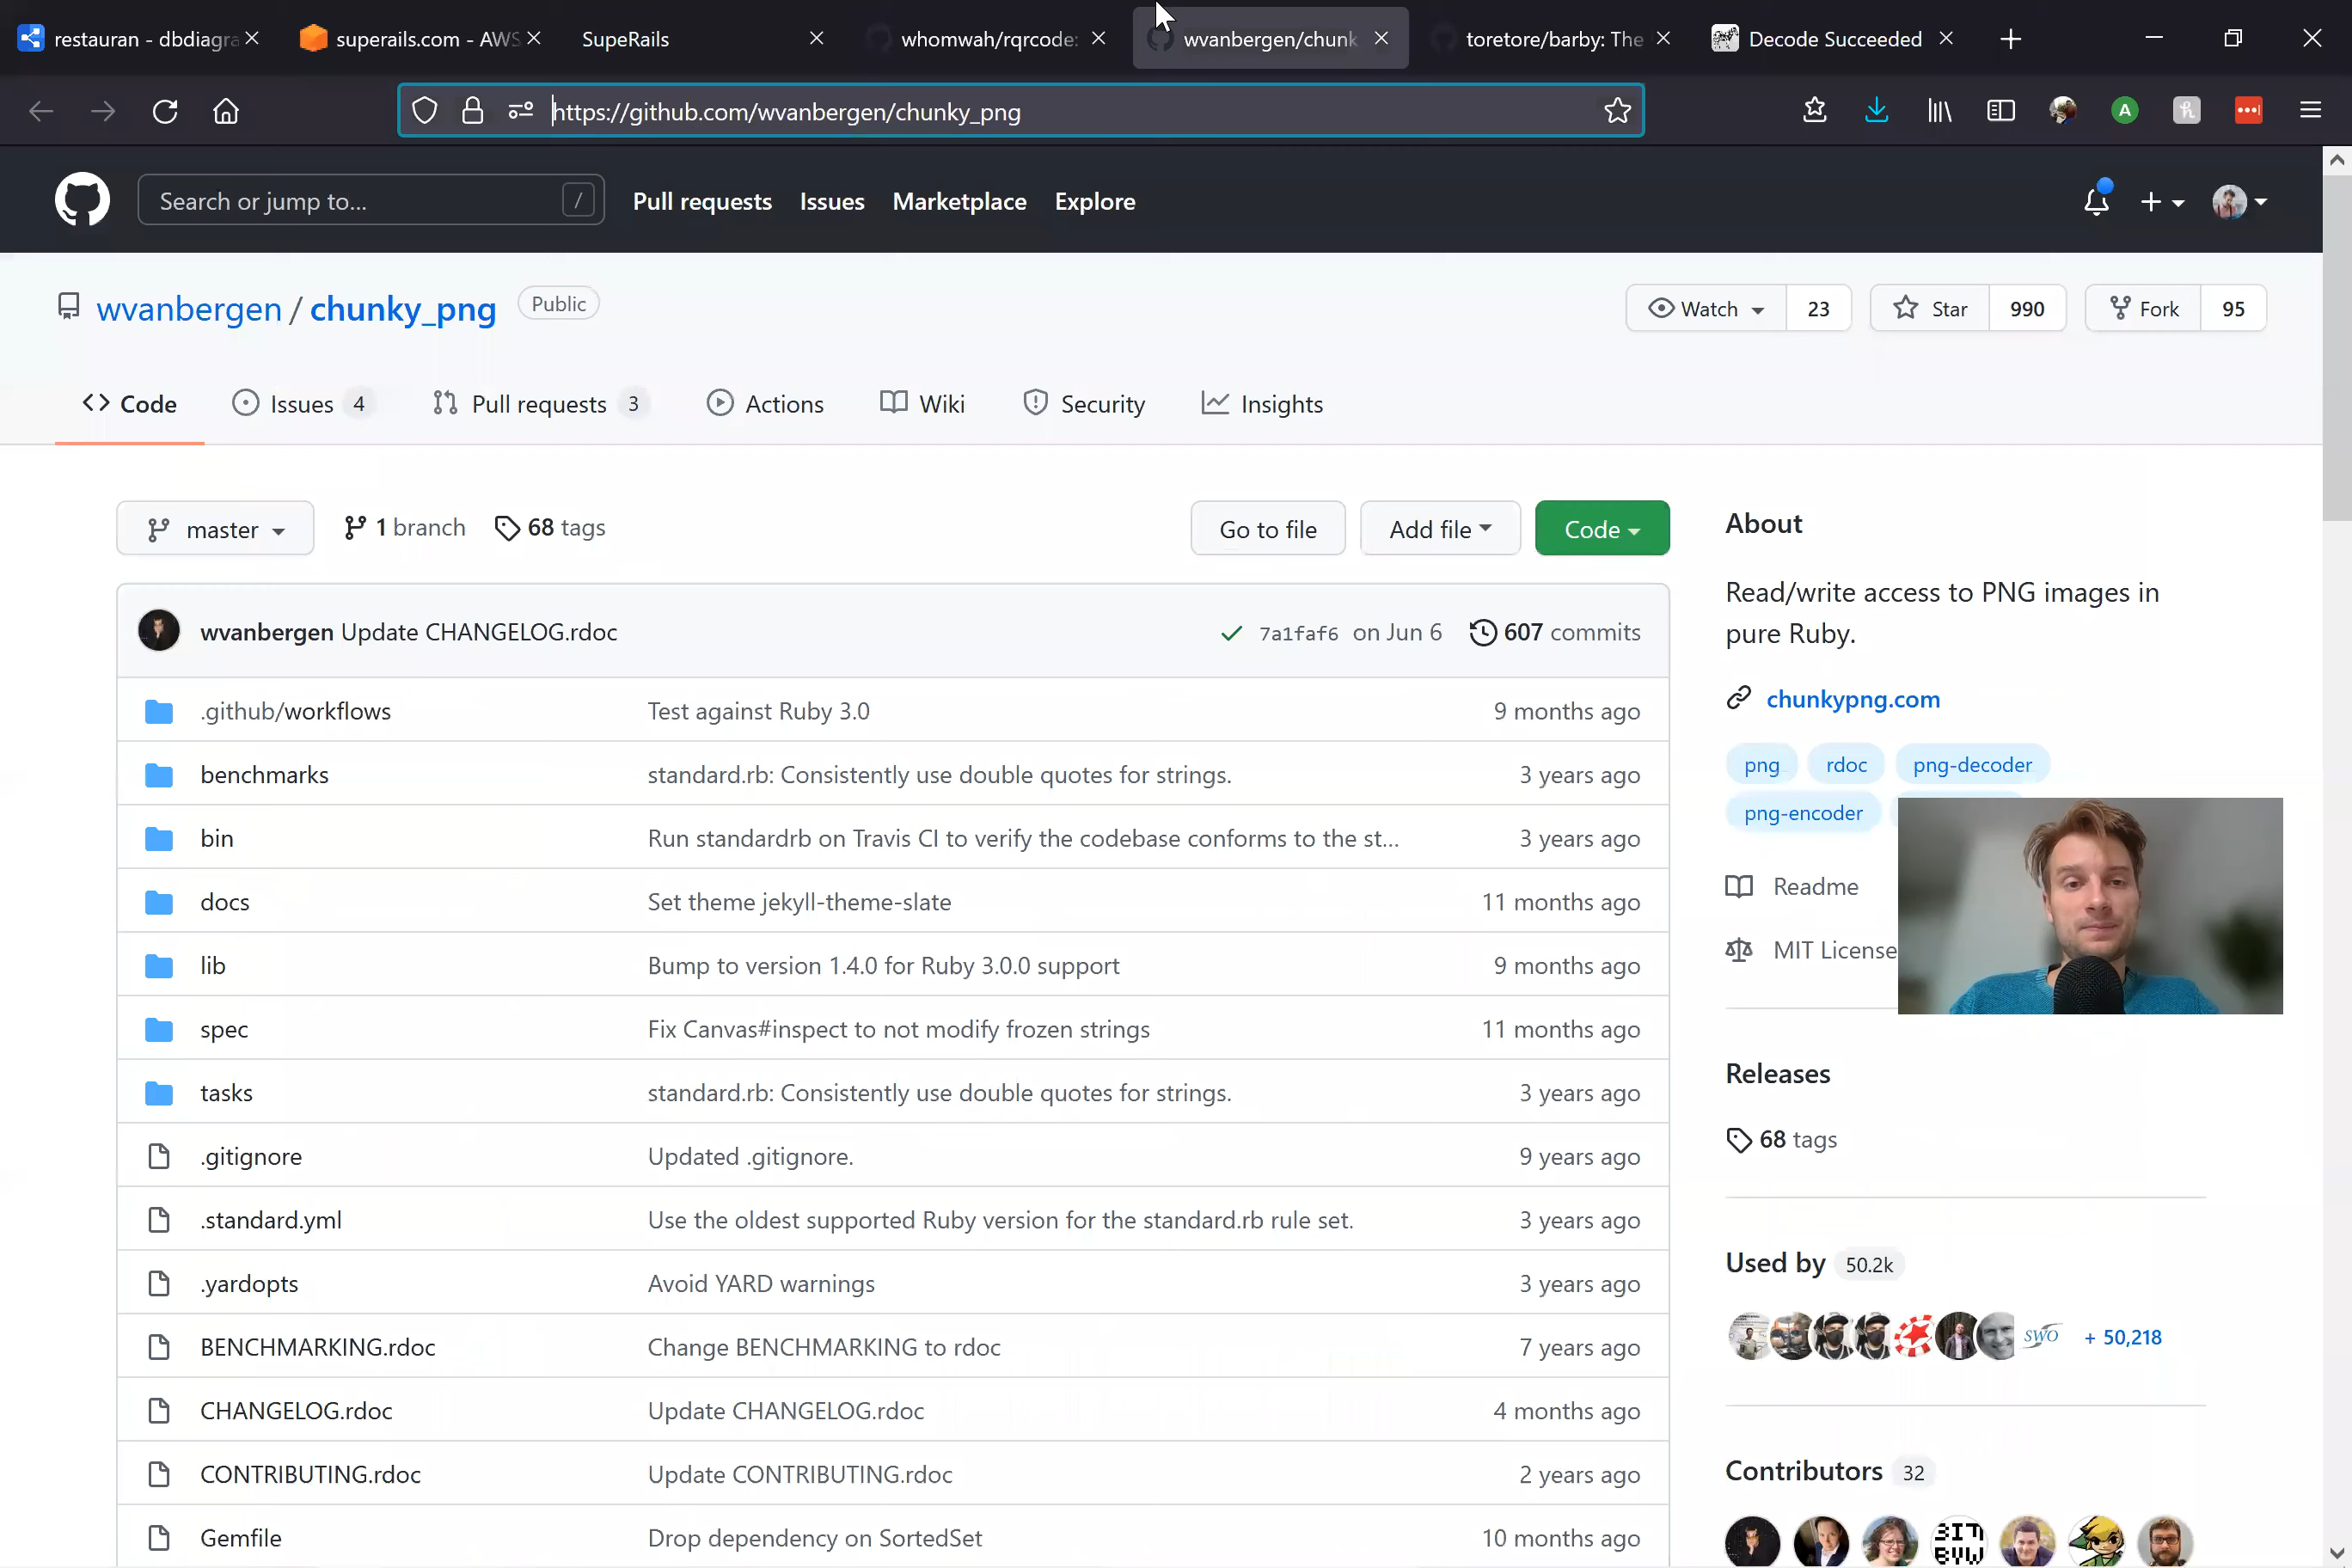 restauran - dbdiagra
superails.com - AWS
SupeRails
whomwah/rqrcode:
wvanbergen/chunk
toretore/barby: The
Decode Succeeded
https://github.com/wvanbergen/chunky_png
A
Search or jump to...
/
Pull requests
Issues
Marketplace
Explore
wvanbergen / chunky_png
Public
Watch 23
Star 990
Fork 95
Code
Issues 4
Pull requests 3
Actions
Wiki
Security
Insights
master
1 branch
68 tags
Go to file
Add file
Code
wvanbergen Update CHANGELOG.rdoc
7a1faf6 on Jun 6
607 commits
.github/workflows
Test against Ruby 3.0
9 months ago
benchmarks
standard.rb: Consistently use double quotes for strings.
3 years ago
bin
Run standardrb on Travis CI to verify the codebase conforms to the st...
3 years ago
docs
Set theme jekyll-theme-slate
11 months ago
lib
Bump to version 1.4.0 for Ruby 3.0.0 support
9 months ago
spec
Fix Canvas#inspect to not modify frozen strings
11 months ago
tasks
standard.rb: Consistently use double quotes for strings.
3 years ago
.gitignore
Updated .gitignore.
9 years ago
.standard.yml
Use the oldest supported Ruby version for the standard.rb rule set.
3 years ago
.yardopts
Avoid YARD warnings
3 years ago
BENCHMARKING.rdoc
Change BENCHMARKING to rdoc
7 years ago
CHANGELOG.rdoc
Update CHANGELOG.rdoc
4 months ago
CONTRIBUTING.rdoc
Update CONTRIBUTING.rdoc
2 years ago
Gemfile
Drop dependency on SortedSet
10 months ago
About
Read/write access to PNG images in
pure Ruby.
chunkypng.com
png
rdoc
png-decoder
png-encoder
Readme
MIT License
Releases
68 tags
Used by 50.2k
SWO
+ 50,218
Contributors 32